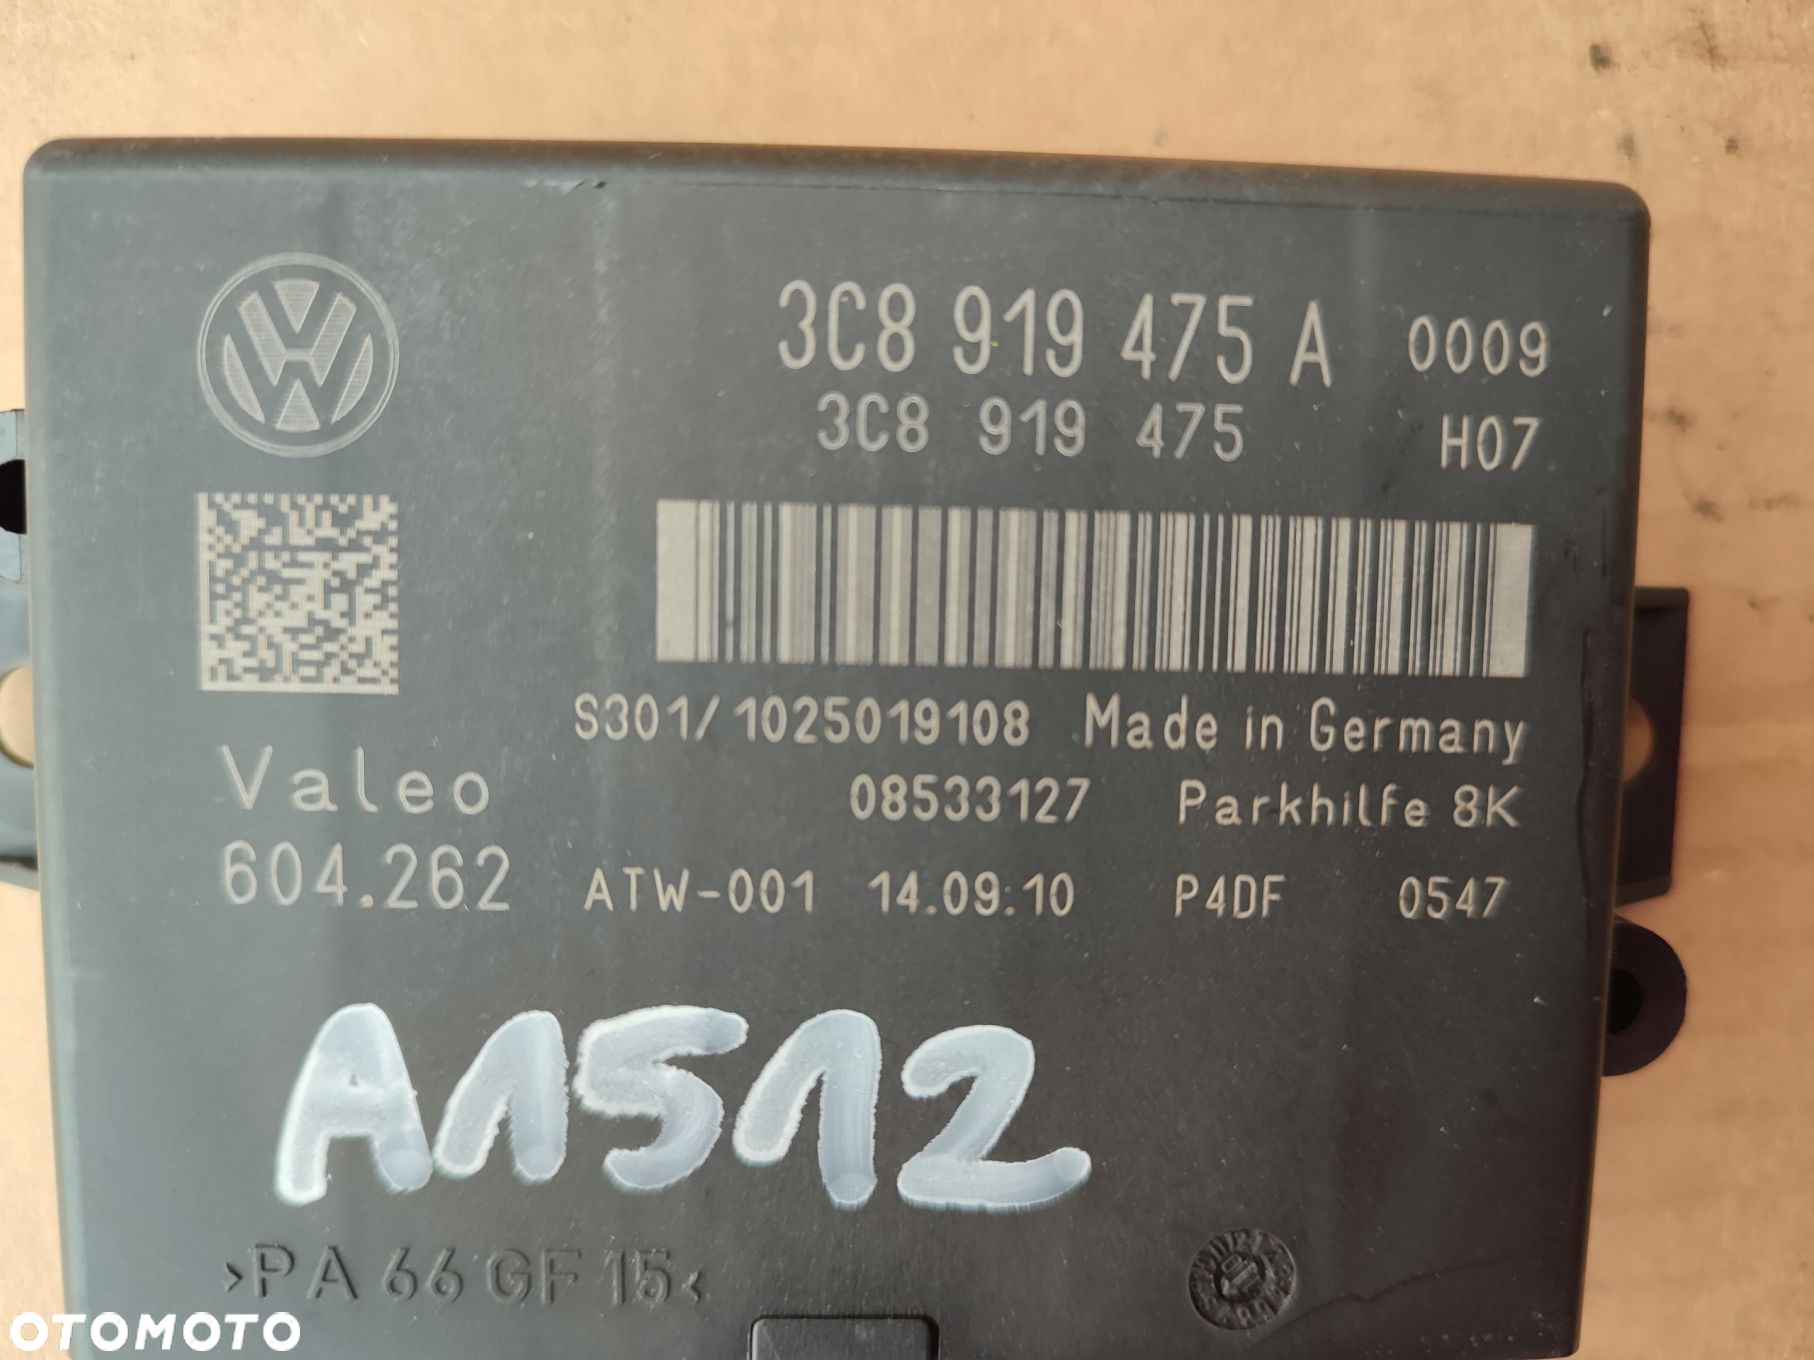 3C8 919 475 A 0009
3C8 919 475 H07
S301/1025019108 Made in Germany
Valeo 08533127 Parkhilfe 8K
604.262 ATW-001 14.09.10 P4DF 0547
A1512
>PA 66 GF 15<
OTOMOTO